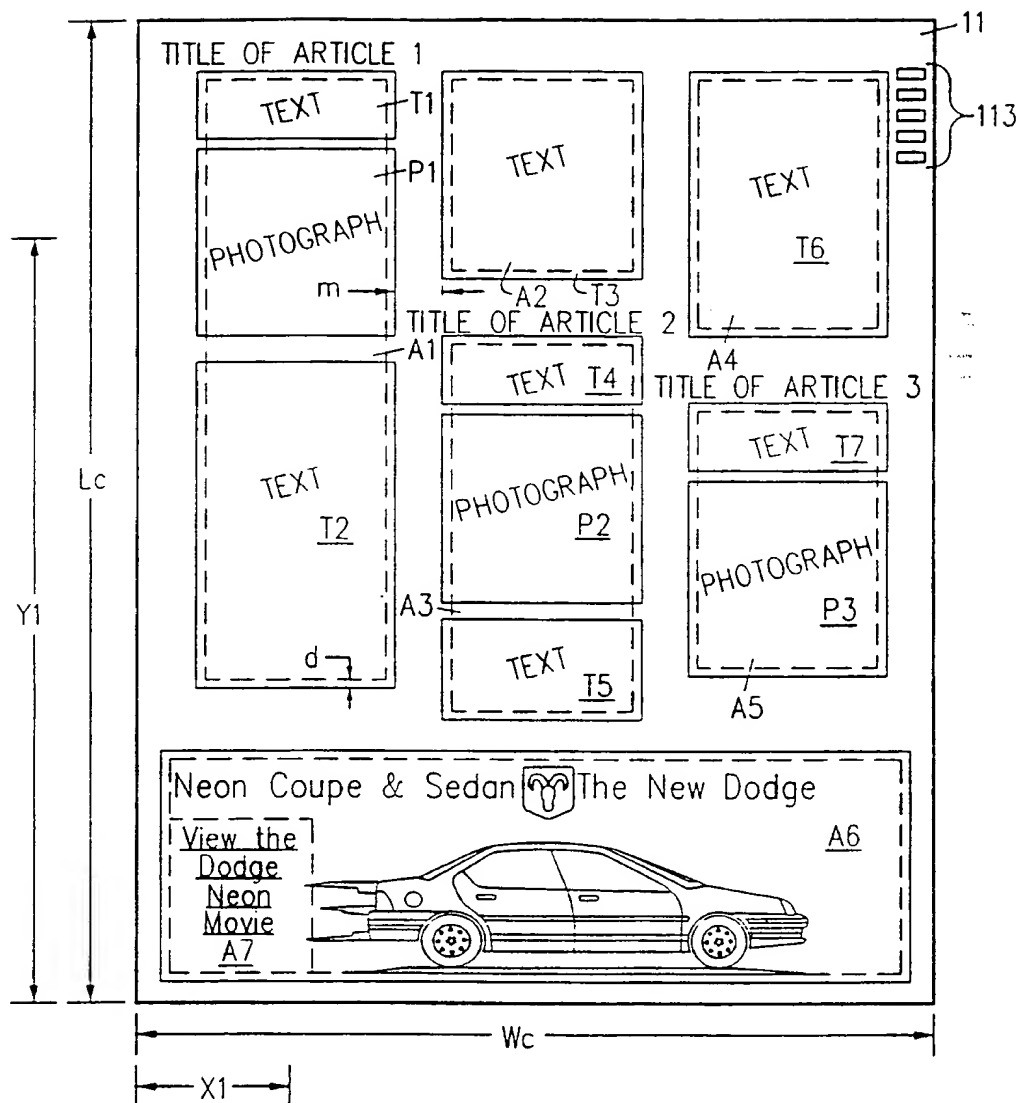 11
TITLE OF ARTICLE 1
TEXT
T1
113
P1
PHOTOGRAPH
m
TEXT
A2
T3
TEXT
T6
A4
A1
TITLE OF ARTICLE 2
TEXT T4
TITLE OF ARTICLE 3
TEXT T7
Lc
TEXT
T2
PHOTOGRAPH
P2
PHOTOGRAPH
P3
Y1
A3
d
TEXT
T5
A5
Neon Coupe & Sedan The New Dodge
View the
Dodge
Neon
Movie
A7
A6
Wc
X1